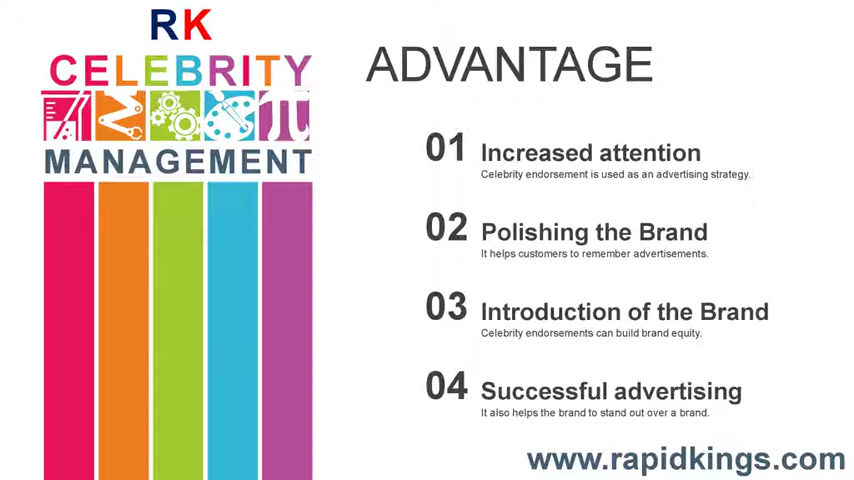 RK
CELEBRITY
MANAGEMENT
ADVANTAGE
01 Increased attention
Celebrity endorsement is used as an advertising strategy.
02 Polishing the Brand
It helps customers to remember advertisements.
03 Introduction of the Brand
Celebrity endorsements can build brand equity.
04 Successful advertising
It also helps the brand to stand out over a brand.
www.rapidkings.com